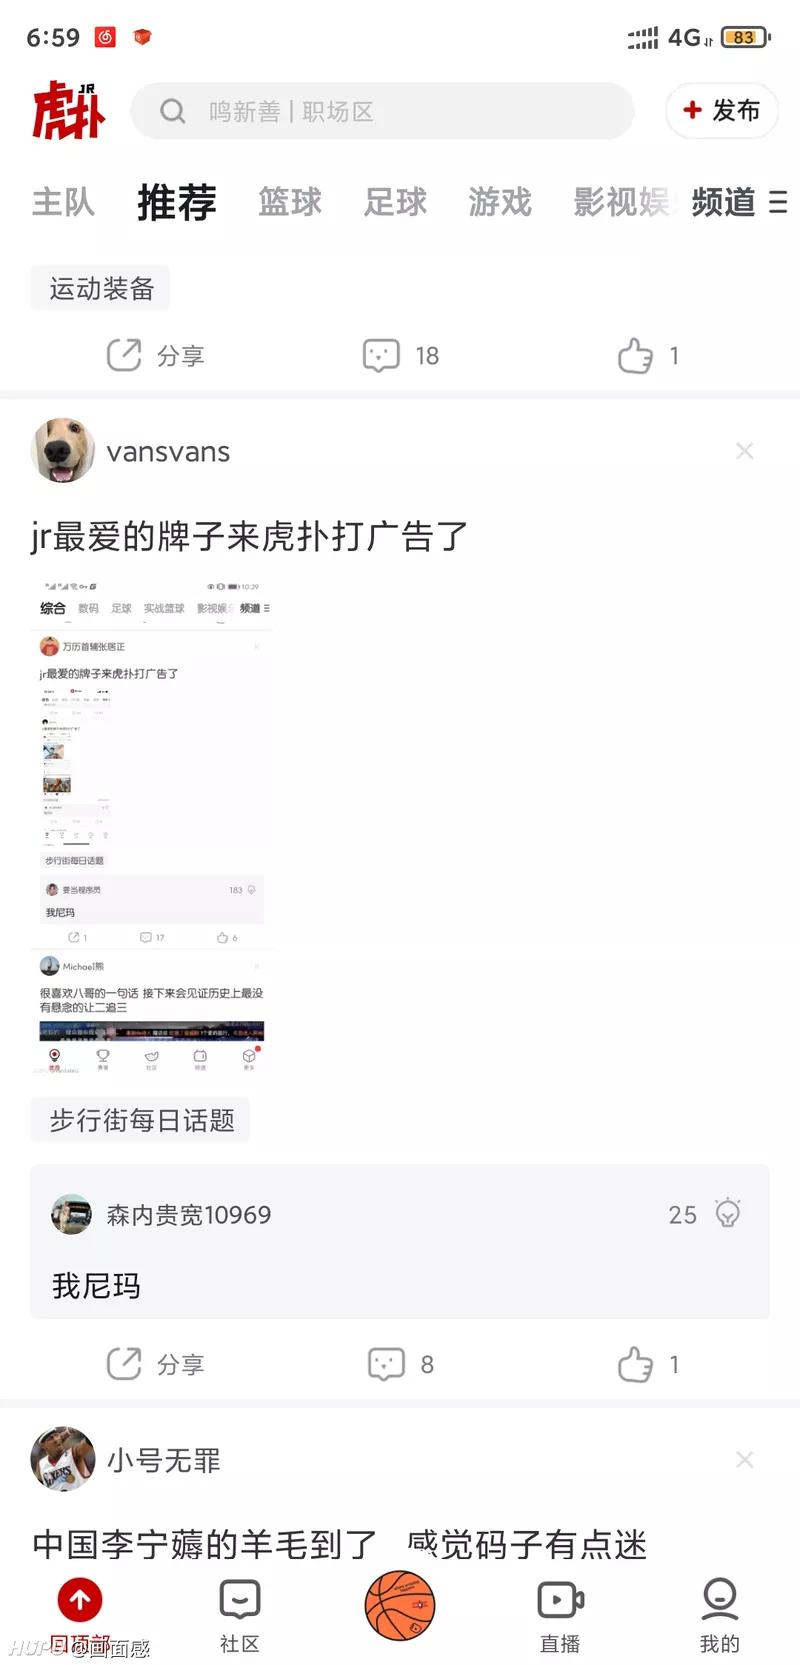 6:59
4G
83
虎扑
JR
鸣新善 | 职场区
发布
主队 推荐 篮球 足球 游戏 影视娱 频道
运动装备
分享 18 1
vansvans
jr最爱的牌子来虎扑打广告了
10:29
综合 数码 足球 实战篮球 影视娱 频道
万历首辅张居正
jr最爱的牌子来虎扑打广告了
步行街每日话题
要当程序员 183
我尼玛
1 17 6
Michael熊
很喜欢八哥的一句话 接下来会见证历史上最没
有悬念的让二追三
步行街每日话题
森内贵宽10969 25
我尼玛
分享 8 1
小号无罪
中国李宁薅的羊毛到了 感觉码子有点迷
回顶部 社区 直播 我的
HUPU @画面感